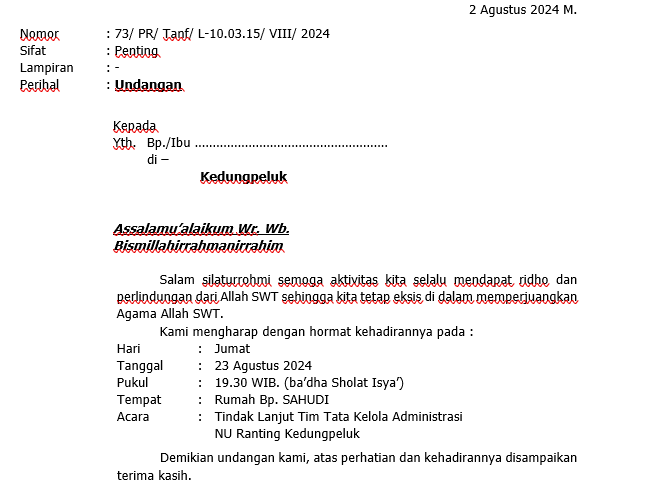 2 Agustus 2024 M.
Nomor : 73/ PR/ Tanf/ L-10.03.15/ VIII/ 2024
Sifat : Penting
Lampiran : -
Perihal : Undangan
Kepada
Yth. Bp./Ibu ......................................................
di –
Kedungpeluk
Assalamu’alaikum Wr. Wb.
Bismillahirrahmanirrahim
Salam silaturrohmi semoga aktivitas kita selalu mendapat ridho dan
perlindungan dari Allah SWT sehingga kita tetap eksis di dalam memperjuangkan
Agama Allah SWT.
Kami mengharap dengan hormat kehadirannya pada :
Hari : Jumat
Tanggal : 23 Agustus 2024
Pukul : 19.30 WIB. (ba’dha Sholat Isya’)
Tempat : Rumah Bp. SAHUDI
Acara : Tindak Lanjut Tim Tata Kelola Administrasi
NU Ranting Kedungpeluk
Demikian undangan kami, atas perhatian dan kehadirannya disampaikan
terima kasih.